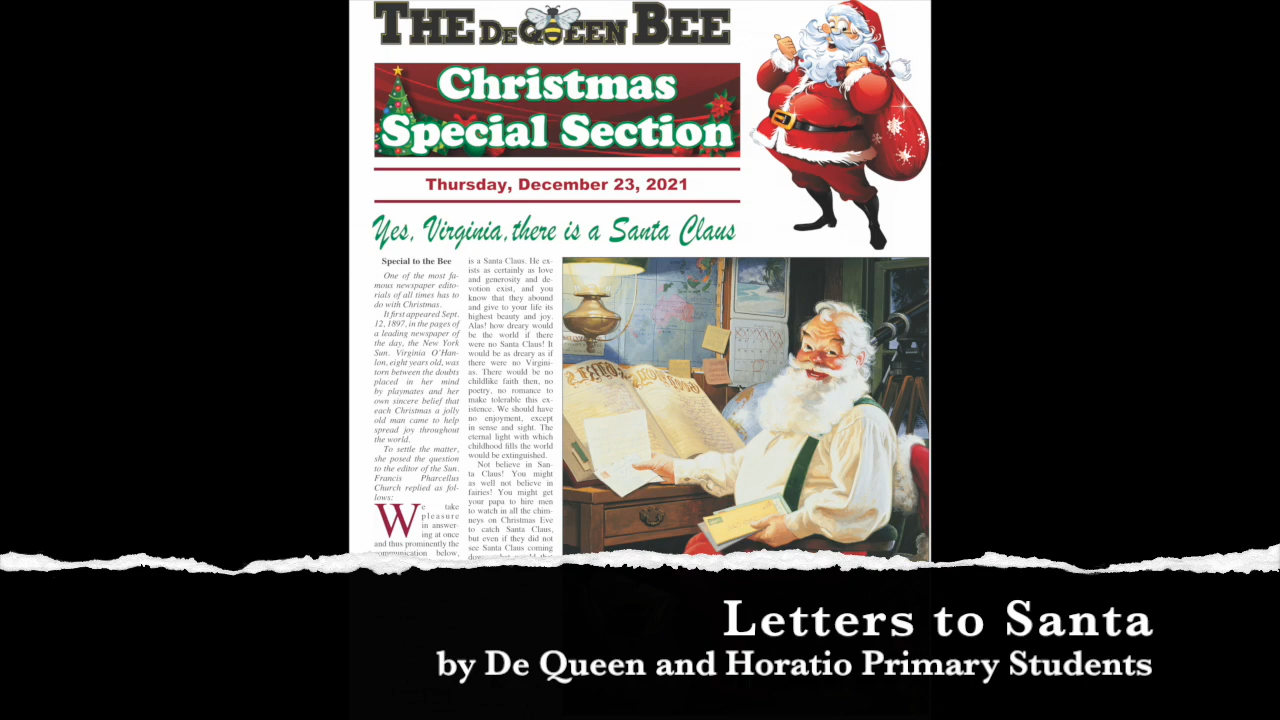 THE DEQUEEN BEE
Christmas
Special Section
Thursday, December 23, 2021
Yes, Virginia, there is a Santa Claus
Special to the Bee
One of the most fa-
mous newspaper edito-
rials of all times has to
do with Christmas.
It first appeared Sept.
12, 1897, in the pages of
a leading newspaper of
the day, the New York
Sun. Virginia O'Han-
lon, eight years old, was
torn between the doubts
placed in her mind
by playmates and her
own sincere belief that
each Christmas a jolly
old man came to help
spread joy throughout
the world.
To settle the matter,
she posed the question
to the editor of the Sun.
Francis Pharcellus
Church replied as fol-
lows:
We take
pleasure
in answer-
ing at once
and thus prominently the
communication below,
is a Santa Claus. He ex-
ists as certainly as love
and generosity and de-
votion exist, and you
know that they abound
and give to your life its
highest beauty and joy.
Alas! how dreary would
be the world if there
were no Santa Claus! It
would be as dreary as if
there were no Virgini-
as. There would be no
childlike faith then, no
poetry, no romance to
make tolerable this ex-
istence. We should have
no enjoyment, except
in sense and sight. The
eternal light with which
childhood fills the world
would be extinguished.
Not believe in San-
ta Claus! You might
as well not believe in
fairies! You might get
your papa to hire men
to watch in all the chim-
neys on Christmas Eve
to catch Santa Claus,
but even if they did not
see Santa Claus coming
Letters to Santa
by De Queen and Horatio Primary Students